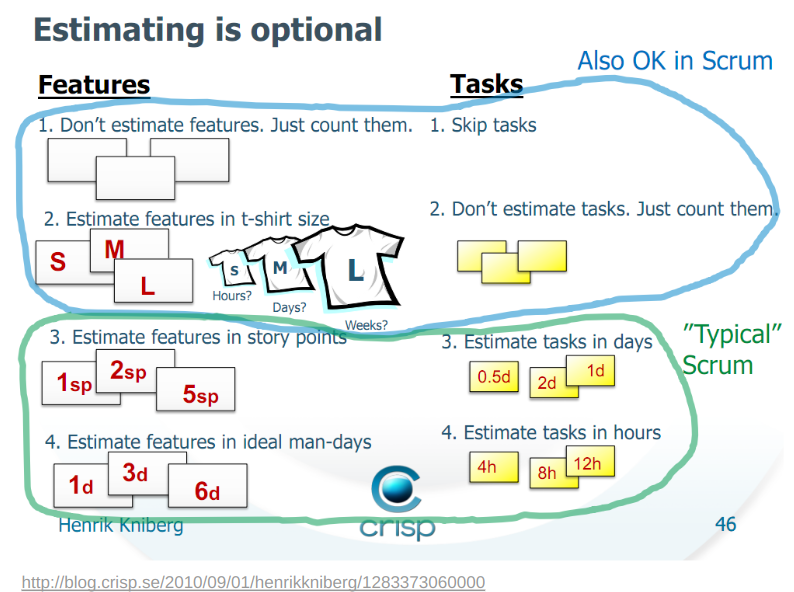 Estimating is optional
Also OK in Scrum
Features
Tasks
1. Don't estimate features. Just count them.
1. Skip tasks
2. Estimate features in t-shirt size
2. Don't estimate tasks. Just count them.
S
M
L
S
M
L
Hours?
Days?
Weeks?
3. Estimate features in story points
3. Estimate tasks in days
"Typical"
Scrum
1sp
2sp
5sp
0.5d
2d
1d
4. Estimate features in ideal man-days
4. Estimate tasks in hours
1d
3d
6d
4h
8h
12h
Henrik Kniberg
C
crisp
46
http://blog.crisp.se/2010/09/01/henrikkniberg/1283373060000